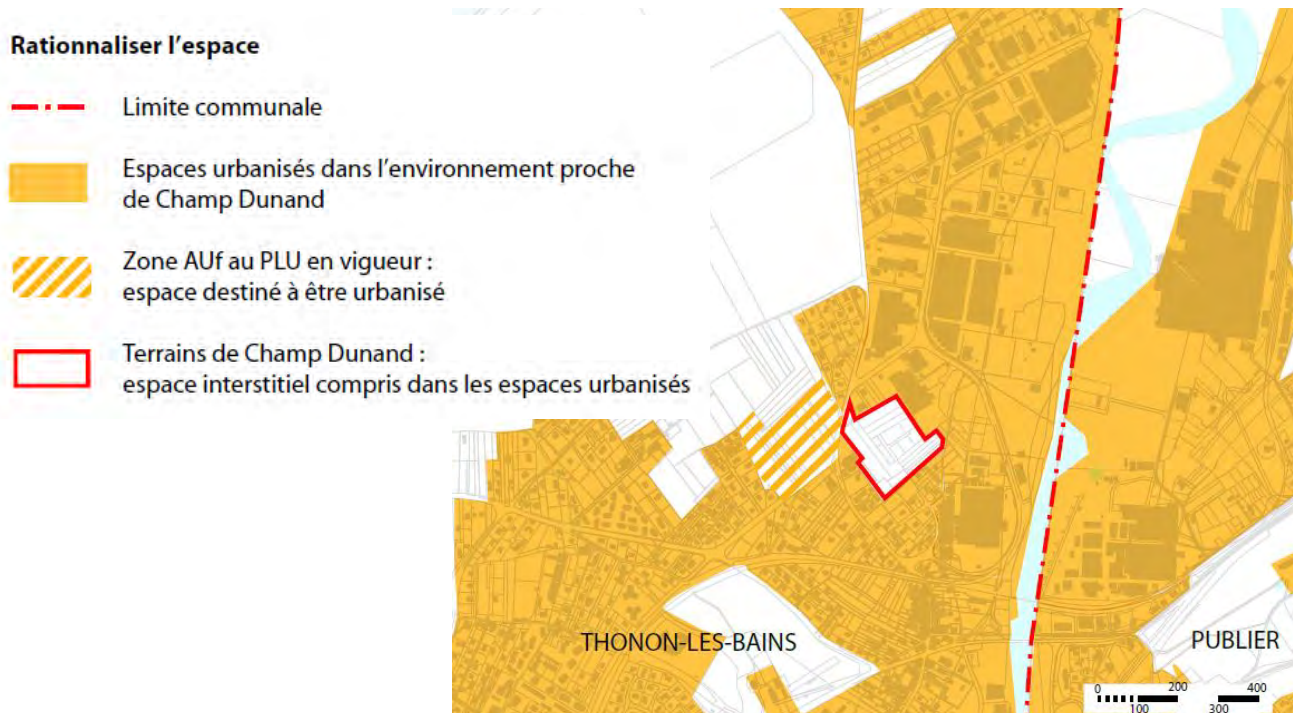 Rationnaliser l’espace
Limite communale
Espaces urbanisés dans l’environnement proche
de Champ Dunand
Zone AUf au PLU en vigueur :
espace destiné à être urbanisé
Terrains de Champ Dunand :
espace interstitiel compris dans les espaces urbanisés
THONON-LES-BAINS
PUBLIER
0 200 400
100 300